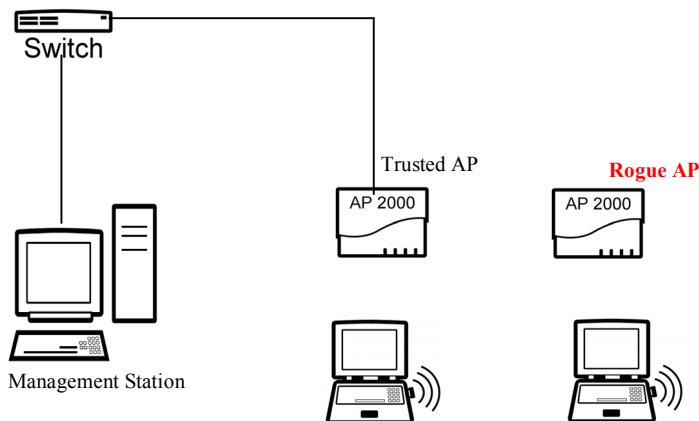 Switch
Trusted AP
Rogue AP
AP 2000
AP 2000
Management Station